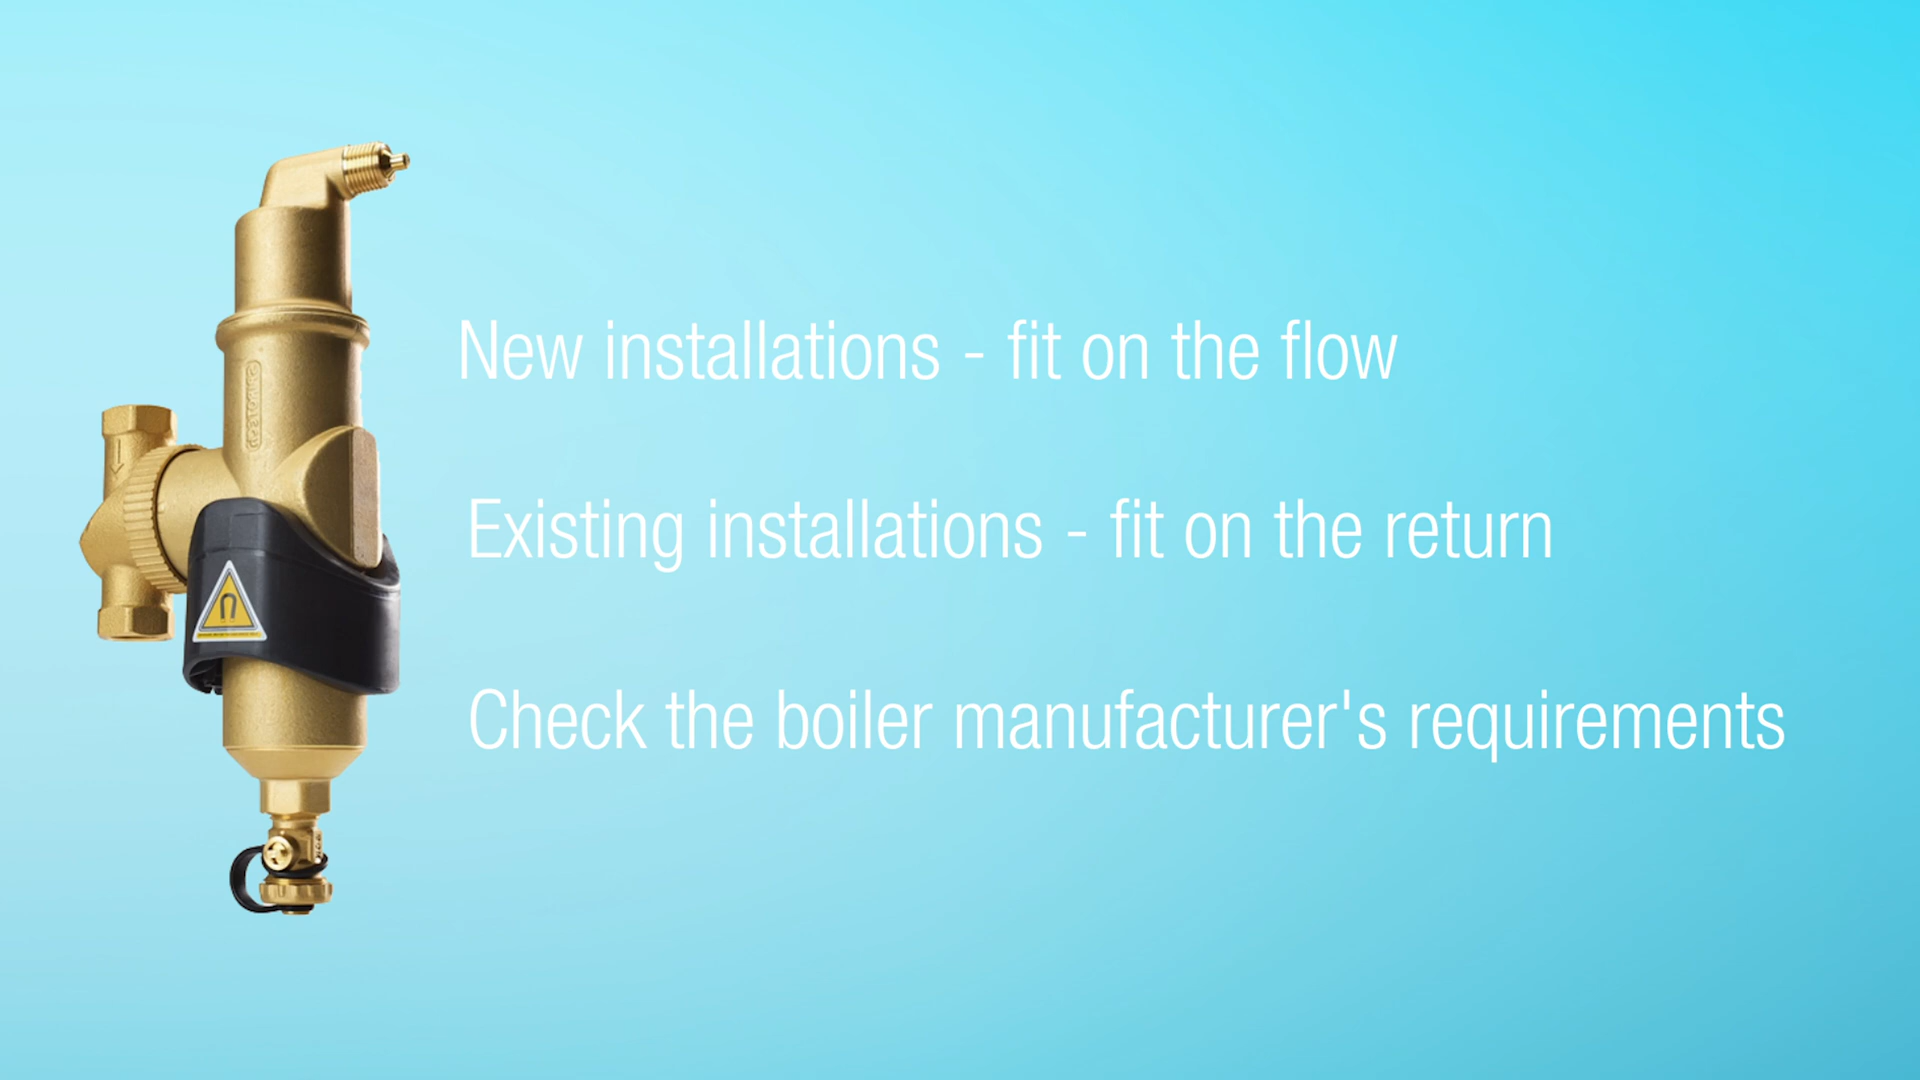 New installations - fit on the flow
Existing installations - fit on the return
Check the boiler manufacturer's requirements